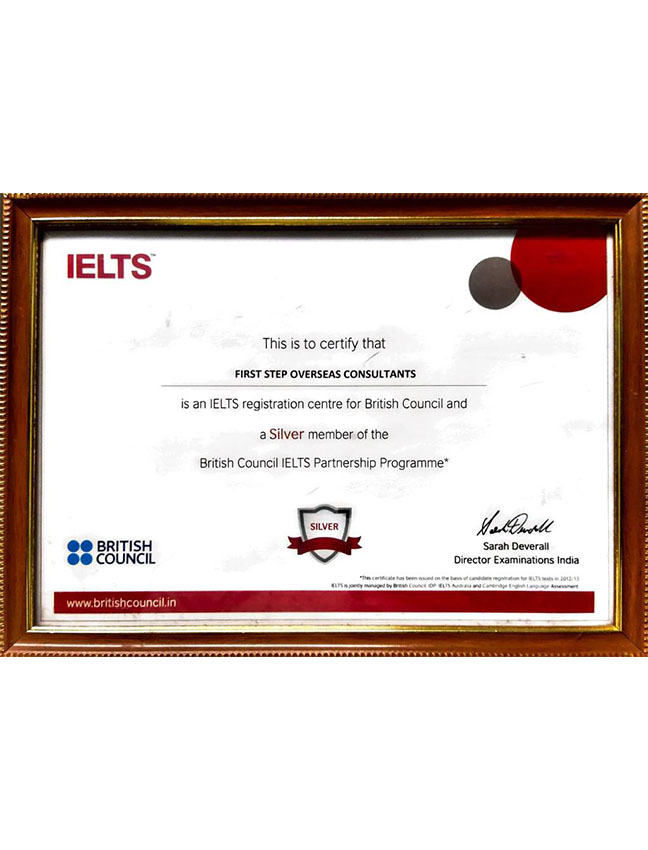 IELTS™
This is to certify that
FIRST STEP OVERSEAS CONSULTANTS
is an IELTS registration centre for British Council and
a Silver member of the
British Council IELTS Partnership Programme*
SILVER
BRITISH
COUNCIL
Sarah Deverall
Director Examinations India
*This certificate has been issued on the basis of candidate registration for IELTS tests in 2012/13
IELTS is jointly managed by British Council, IDP: IELTS Australia and Cambridge English Language Assessment
www.britishcouncil.in